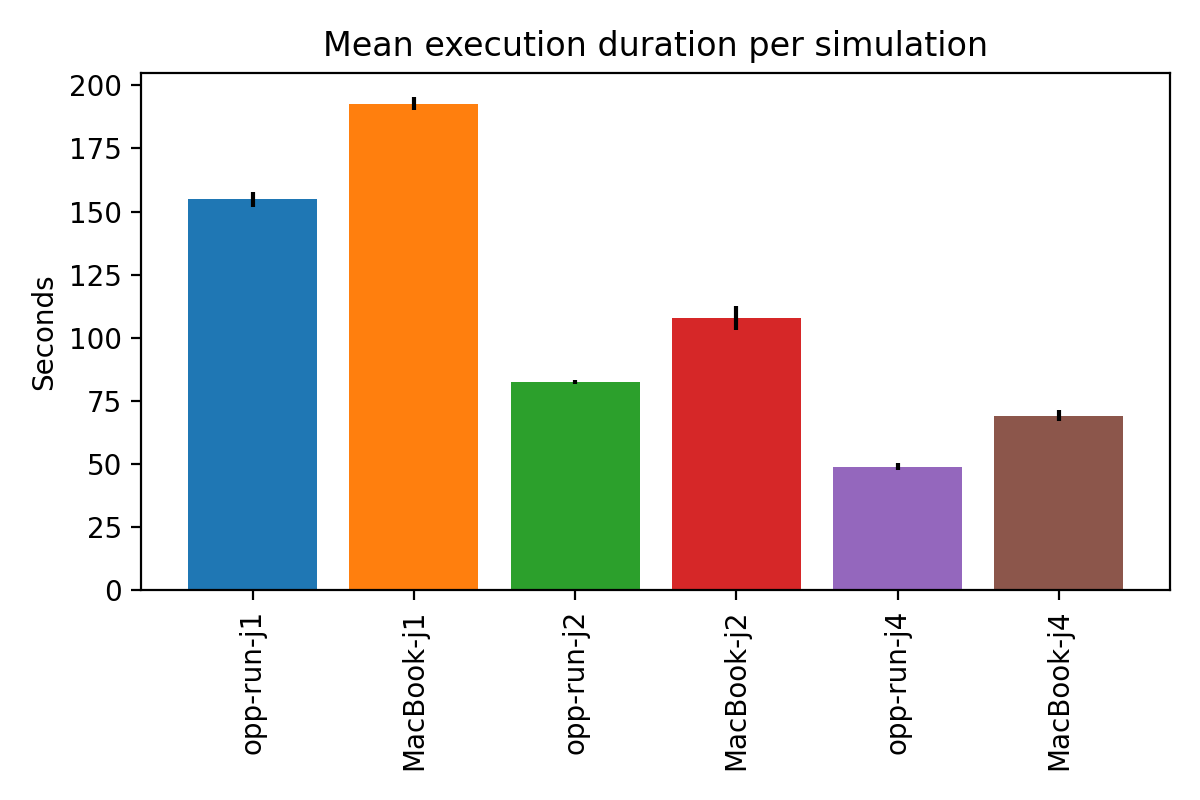 Mean execution duration per simulation
Seconds
200
175
150
125
100
75
50
25
0
opp-run-j1
MacBook-j1
opp-run-j2
MacBook-j2
opp-run-j4
MacBook-j4